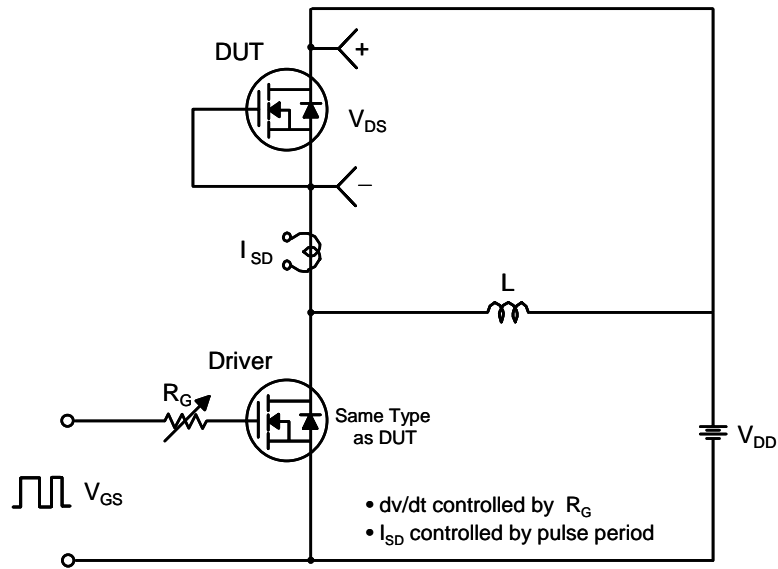 DUT
+
V_DS
–
I_SD
L
Driver
R_G
Same Type
as DUT
V_DD
V_GS
• dv/dt controlled by R_G
• I_SD controlled by pulse period